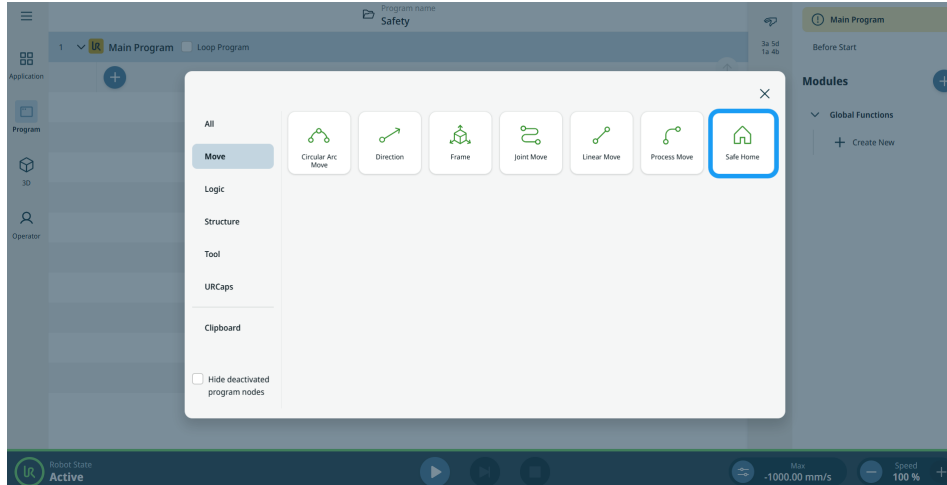 Program name
Safety
1 Main Program Loop Program
3a 5d
1a 4b
Main Program
Before Start
Modules
Global Functions
Create New
Application
Program
3D
Operator
All
Move
Logic
Structure
Tool
URCaps
Clipboard
Hide deactivated
program nodes
Circular Arc
Move
Direction
Frame
Joint Move
Linear Move
Process Move
Safe Home
UR
Robot State
Active
Max
-1000.00 mm/s
Speed
100 %